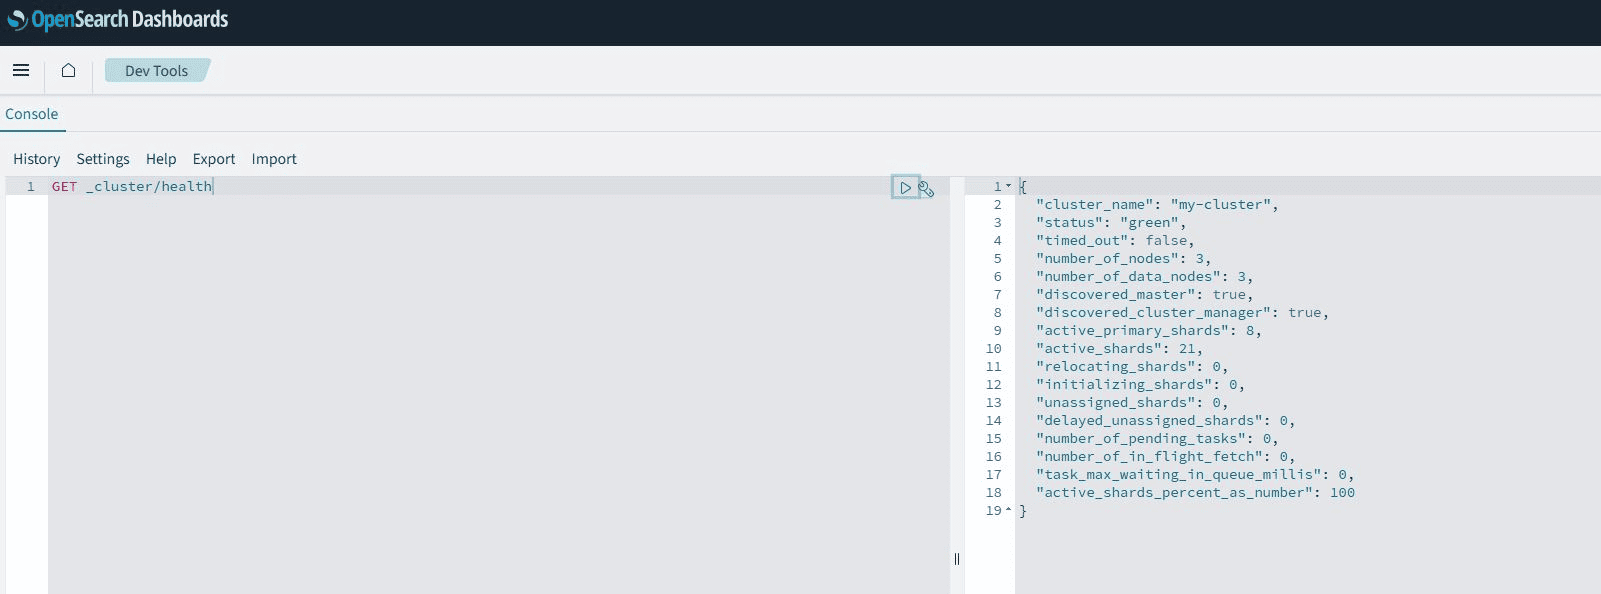 OpenSearch Dashboards
Dev Tools
Console
History Settings Help Export Import
1 GET _cluster/health
1 {
2 "cluster_name": "my-cluster",
3 "status": "green",
4 "timed_out": false,
5 "number_of_nodes": 3,
6 "number_of_data_nodes": 3,
7 "discovered_master": true,
8 "discovered_cluster_manager": true,
9 "active_primary_shards": 8,
10 "active_shards": 21,
11 "relocating_shards": 0,
12 "initializing_shards": 0,
13 "unassigned_shards": 0,
14 "delayed_unassigned_shards": 0,
15 "number_of_pending_tasks": 0,
16 "number_of_in_flight_fetch": 0,
17 "task_max_waiting_in_queue_millis": 0,
18 "active_shards_percent_as_number": 100
19 }